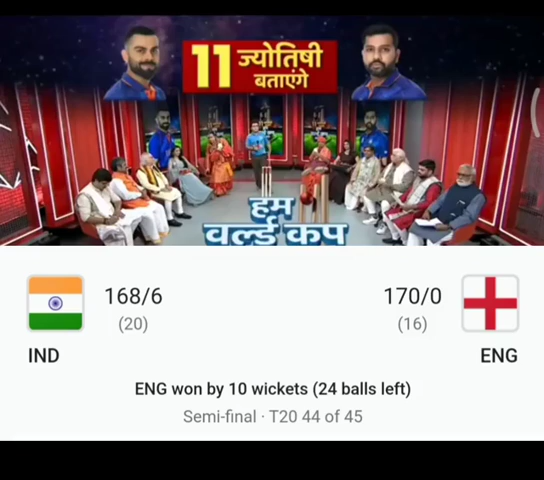 11 ज्योतिषी
बताएंगे
हम
वर्ल्ड कप
168/6
170/0
(20)
(16)
IND
ENG
ENG won by 10 wickets (24 balls left)
Semi-final · T20 44 of 45